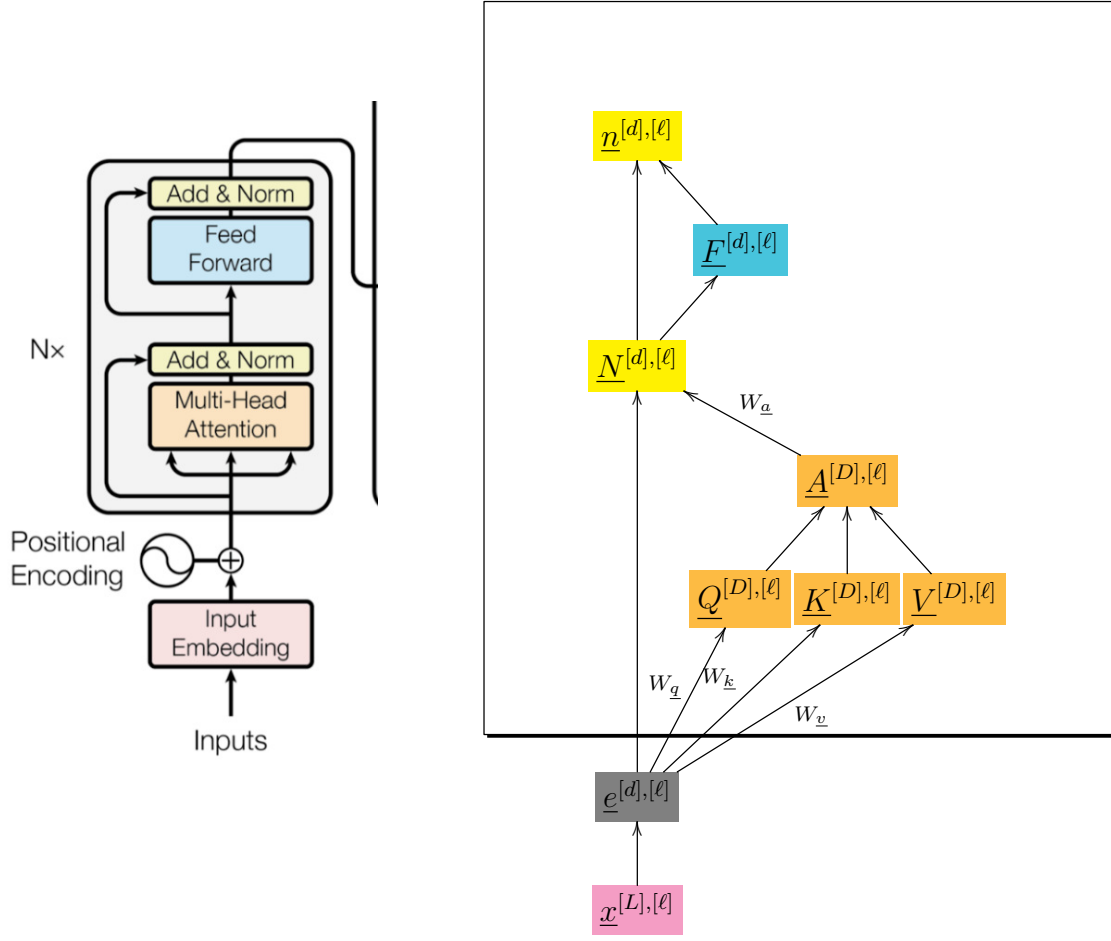 Add & Norm
Feed
Forward
N×
Add & Norm
Multi-Head
Attention
Positional
Encoding
Input
Embedding
Inputs
n^{[d],[ℓ]}
F^{[d],[ℓ]}
N^{[d],[ℓ]}
W_a
A^{[D],[ℓ]}
Q^{[D],[ℓ]} K^{[D],[ℓ]} V^{[D],[ℓ]}
W_q W_k
W_v
e^{[d],[ℓ]}
x^{[L],[ℓ]}